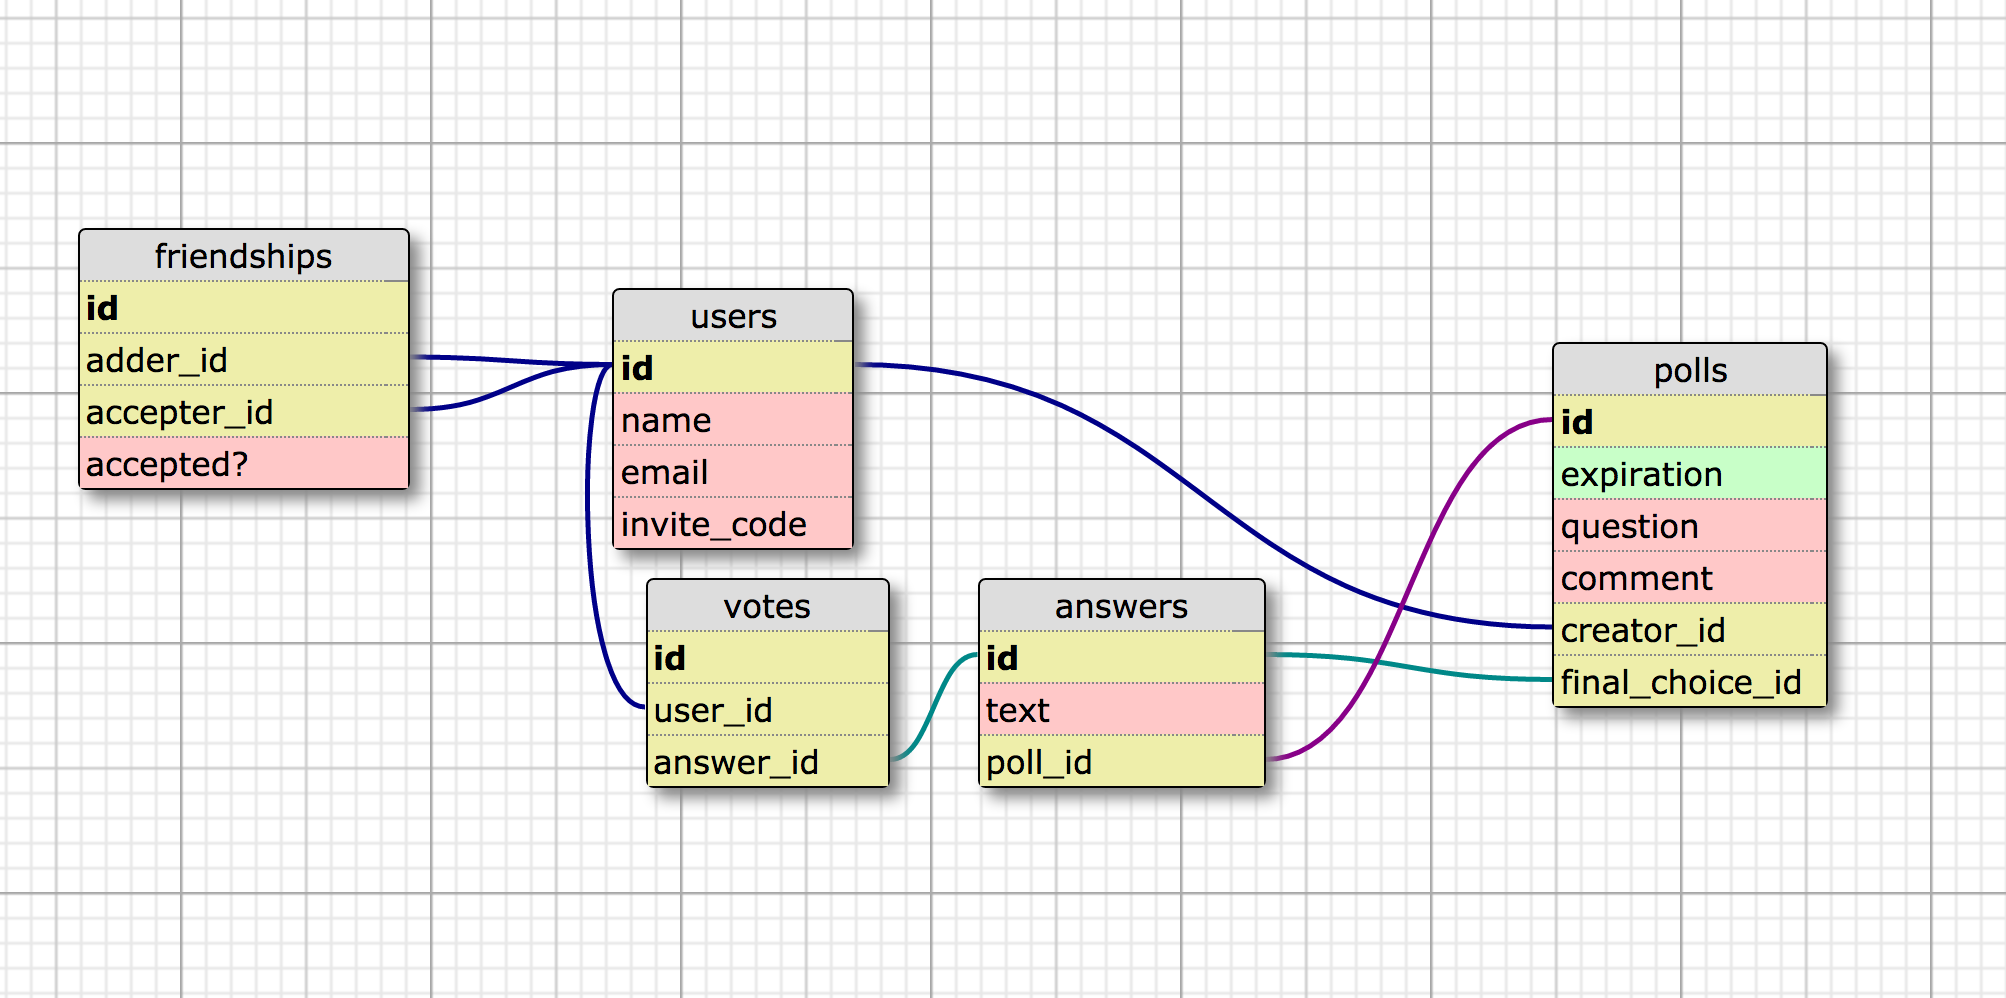 friendships
id
adder_id
accepter_id
accepted?
users
id
name
email
invite_code
votes
id
user_id
answer_id
answers
id
text
poll_id
polls
id
expiration
question
comment
creator_id
final_choice_id